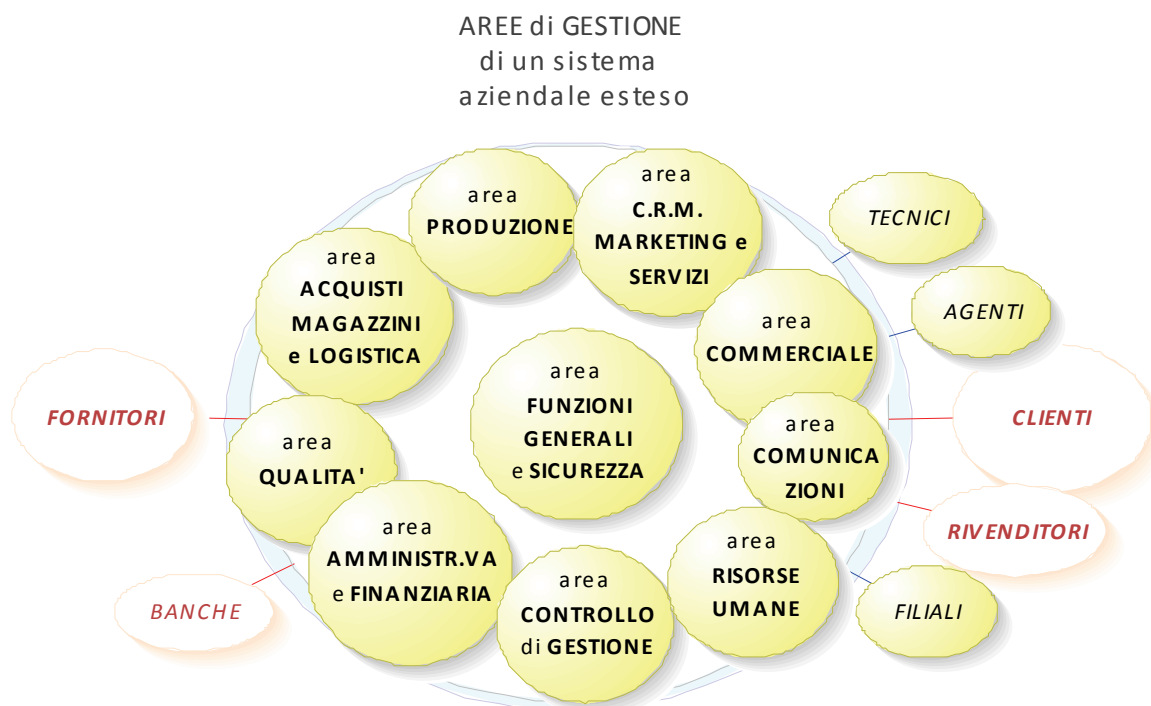 AREE di GESTIONE
di un sistema
aziendale esteso
area
PRODUZIONE
area
C.R.M.
MARKETING e
SERVIZI
TECNICI
area
ACQUISTI
MAGAZZINI
e LOGISTICA
AGENTI
area
COMMERCIALE
area
FUNZIONI
GENERALI
e SICUREZZA
FORNITORI
CLIENTI
area
QUALITA'
area
COMUNICA
ZIONI
RIVENDITORI
area
AMMINISTR.VA
e FINANZIARIA
area
RISORSE
UMANE
area
CONTROLLO
di GESTIONE
BANCHE
FILIALI